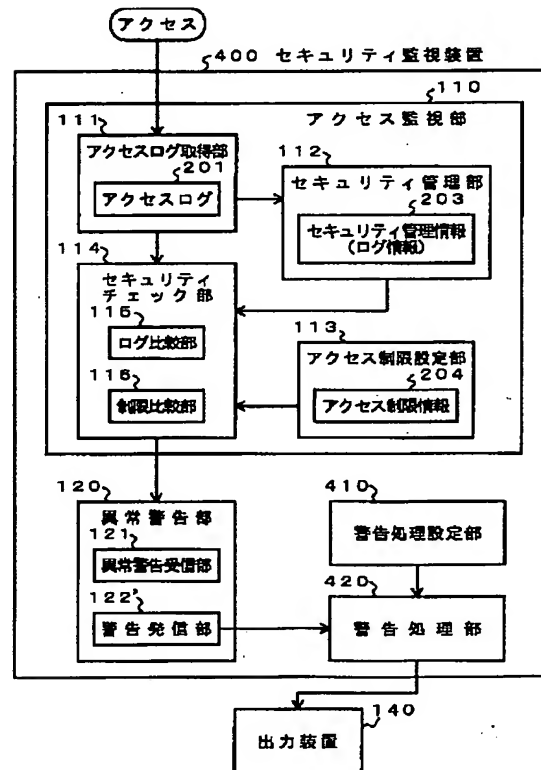 アクセス
400 セキュリティ監視装置
110
アクセス監視部
111
アクセスログ取得部
201
アクセスログ
112
セキュリティ管理部
203
セキュリティ管理情報
(ログ情報)
114
セキュリティ
チェック部
115
ログ比較部
116
制限比較部
113
アクセス制限設定部
204
アクセス制限情報
120
異常警告部
121
異常警告受信部
122'
警告発信部
410
警告処理設定部
420
警告処理部
140
出力装置